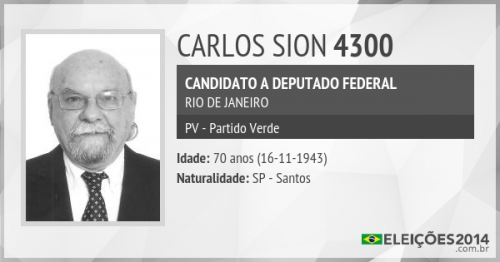 CARLOS SION 4300
CANDIDATO A DEPUTADO FEDERAL
RIO DE JANEIRO
PV - Partido Verde
Idade: 70 anos (16-11-1943)
Naturalidade: SP - Santos
ELEIÇÕES2014
.com.br